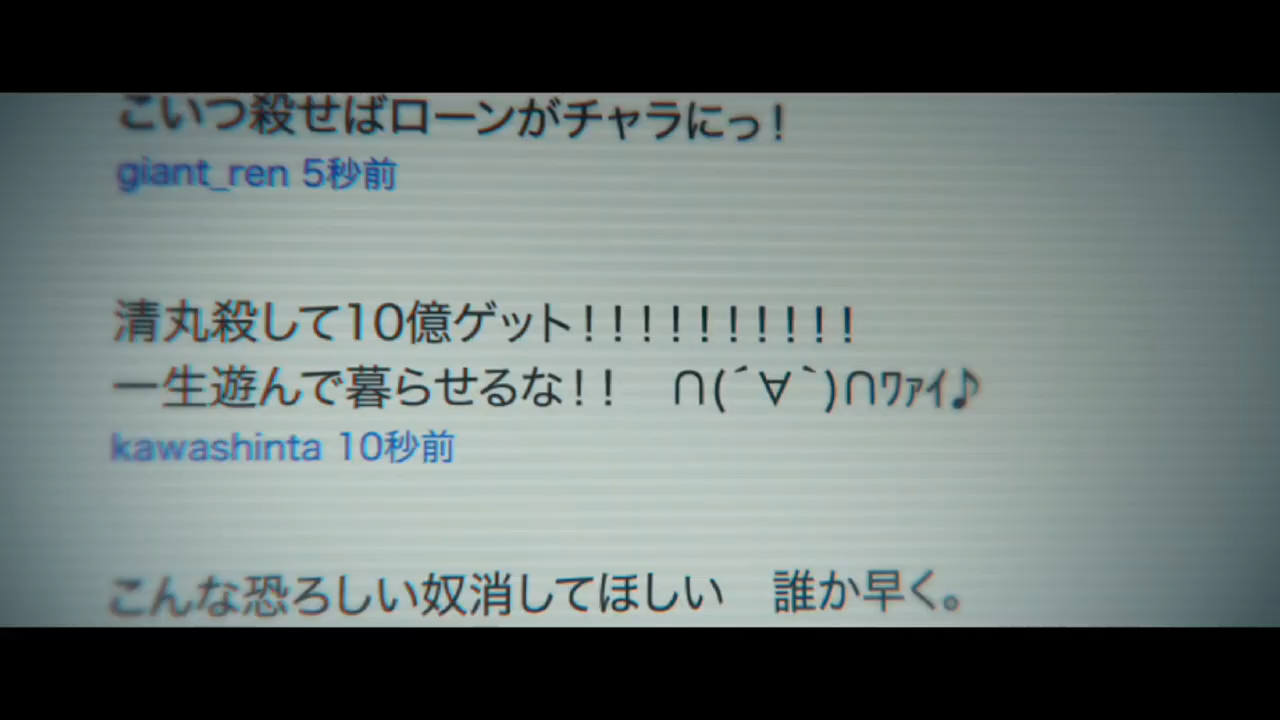 こいつ殺せばローンがチャラにっ！
giant_ren 5秒前
清丸殺して10億ゲット！！！！！！！！！！
一生遊んで暮らせるな！！　∩(´∀｀)∩ﾜｧｲ♪
kawashinta 10秒前
こんな恐ろしい奴消してほしい　誰か早く。